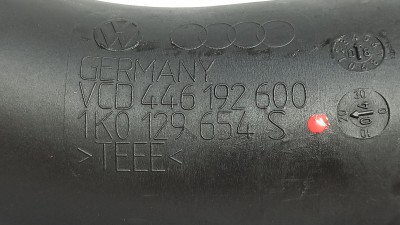 GERMANY
VCD 446 192 600
1K0 129 654 S
>TEEE<